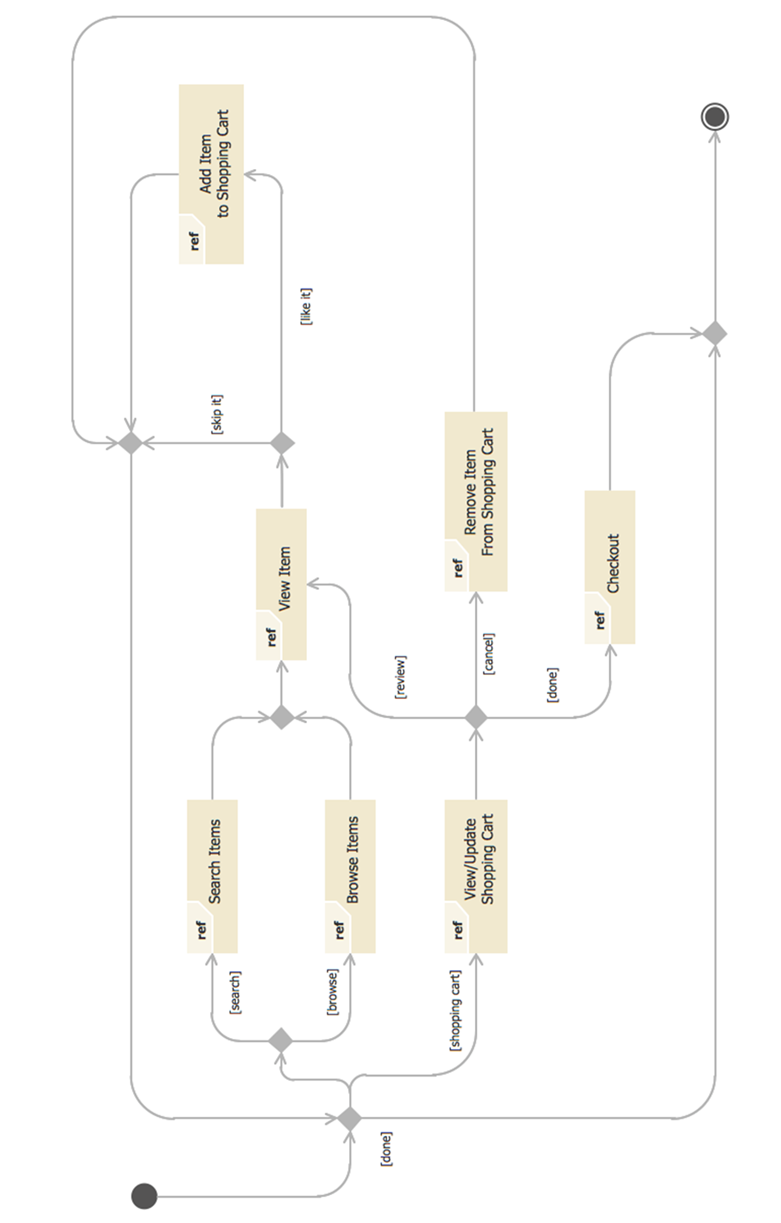 ref
Search Items
[search]
ref
Browse Items
[browse]
ref
View/Update
Shopping Cart
[shopping cart]
[done]
ref
View Item
[review]
[cancel]
[done]
ref
Add Item
to Shopping Cart
[skip it]
[like it]
ref
Remove Item
From Shopping Cart
ref
Checkout